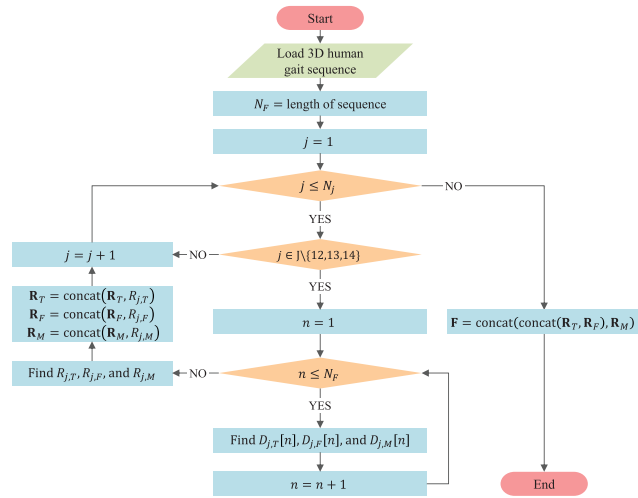 Start
Load 3D human
gait sequence
N_F = length of sequence
j = 1
j ≤ N_j
NO
YES
j ∈ J\{12,13,14}
NO
j = j + 1
YES
R_T = concat(R_T, R_{j,T})
R_F = concat(R_F, R_{j,F})
R_M = concat(R_M, R_{j,M})
n = 1
F = concat(concat(R_T, R_F), R_M)
n ≤ N_F
NO
Find R_{j,T}, R_{j,F}, and R_{j,M}
YES
Find D_{j,T}[n], D_{j,F}[n], and D_{j,M}[n]
n = n + 1
End